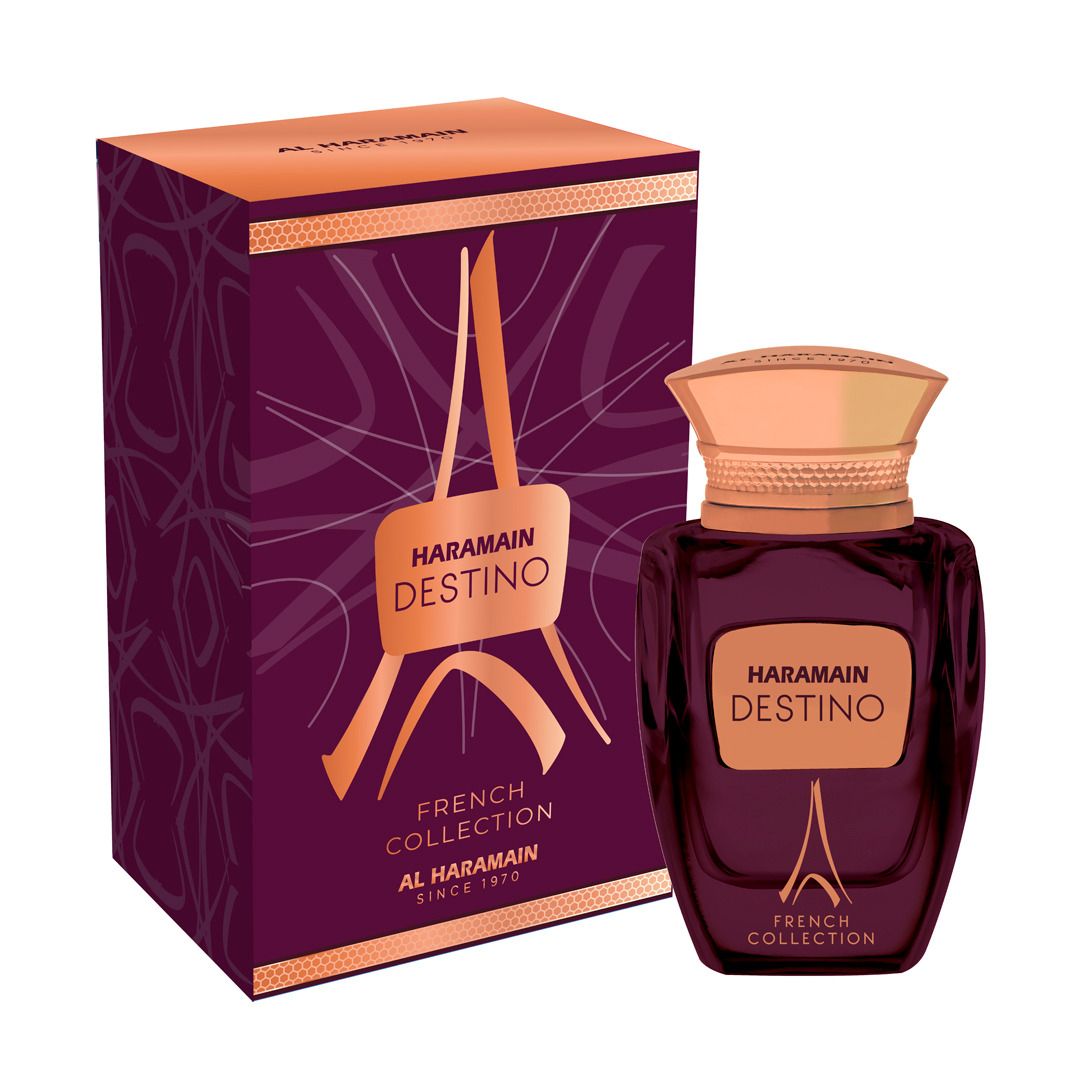 AL HARAMAIN
SINCE 1970
HARAMAIN
DESTINO
FRENCH
COLLECTION
AL HARAMAIN
SINCE 1970
AL HARAMAIN
SINCE 1970
HARAMAIN
DESTINO
FRENCH
COLLECTION